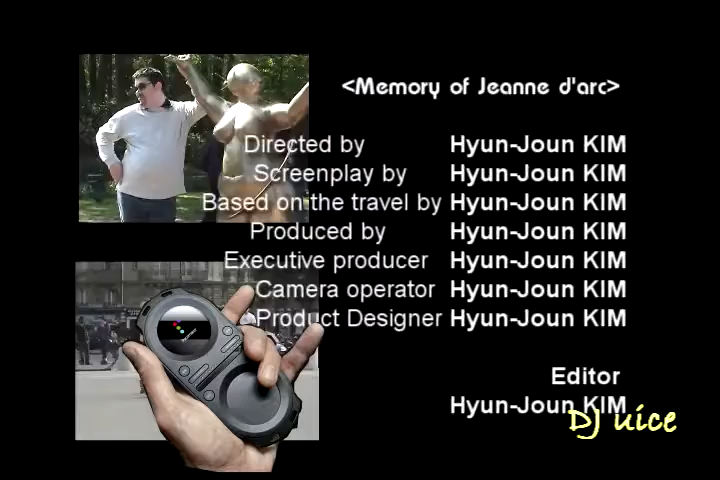 <Memory of Jeanne d'arc>
Directed by Hyun-Joun KIM
Screenplay by Hyun-Joun KIM
Based on the travel by Hyun-Joun KIM
Produced by Hyun-Joun KIM
Executive producer Hyun-Joun KIM
Camera operator Hyun-Joun KIM
Product Designer Hyun-Joun KIM
Editor
Hyun-Joun KIM
DJ uice